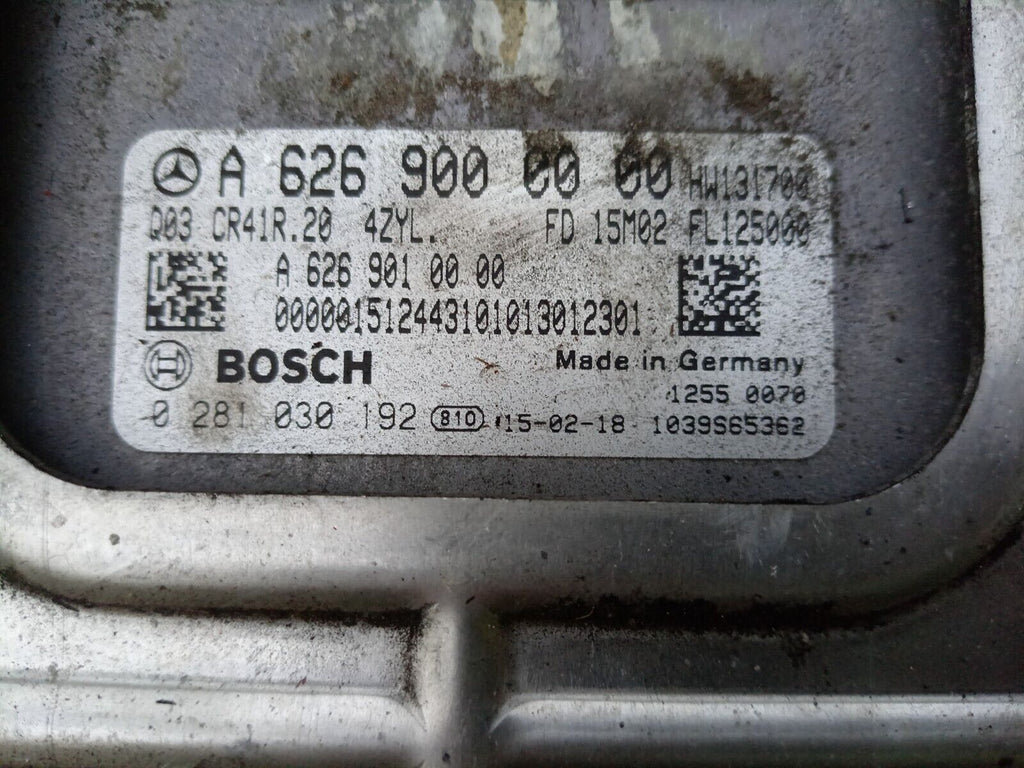 A 626 900 00 00 HW131700
Q03 CR41R.20 4ZYL. FD 15M02 FL125000
A 626 901 00 00
000001512443101013012301
BOSCH Made in Germany
1255 0070
0 281 030 192 810 15-02-18 1039S65362